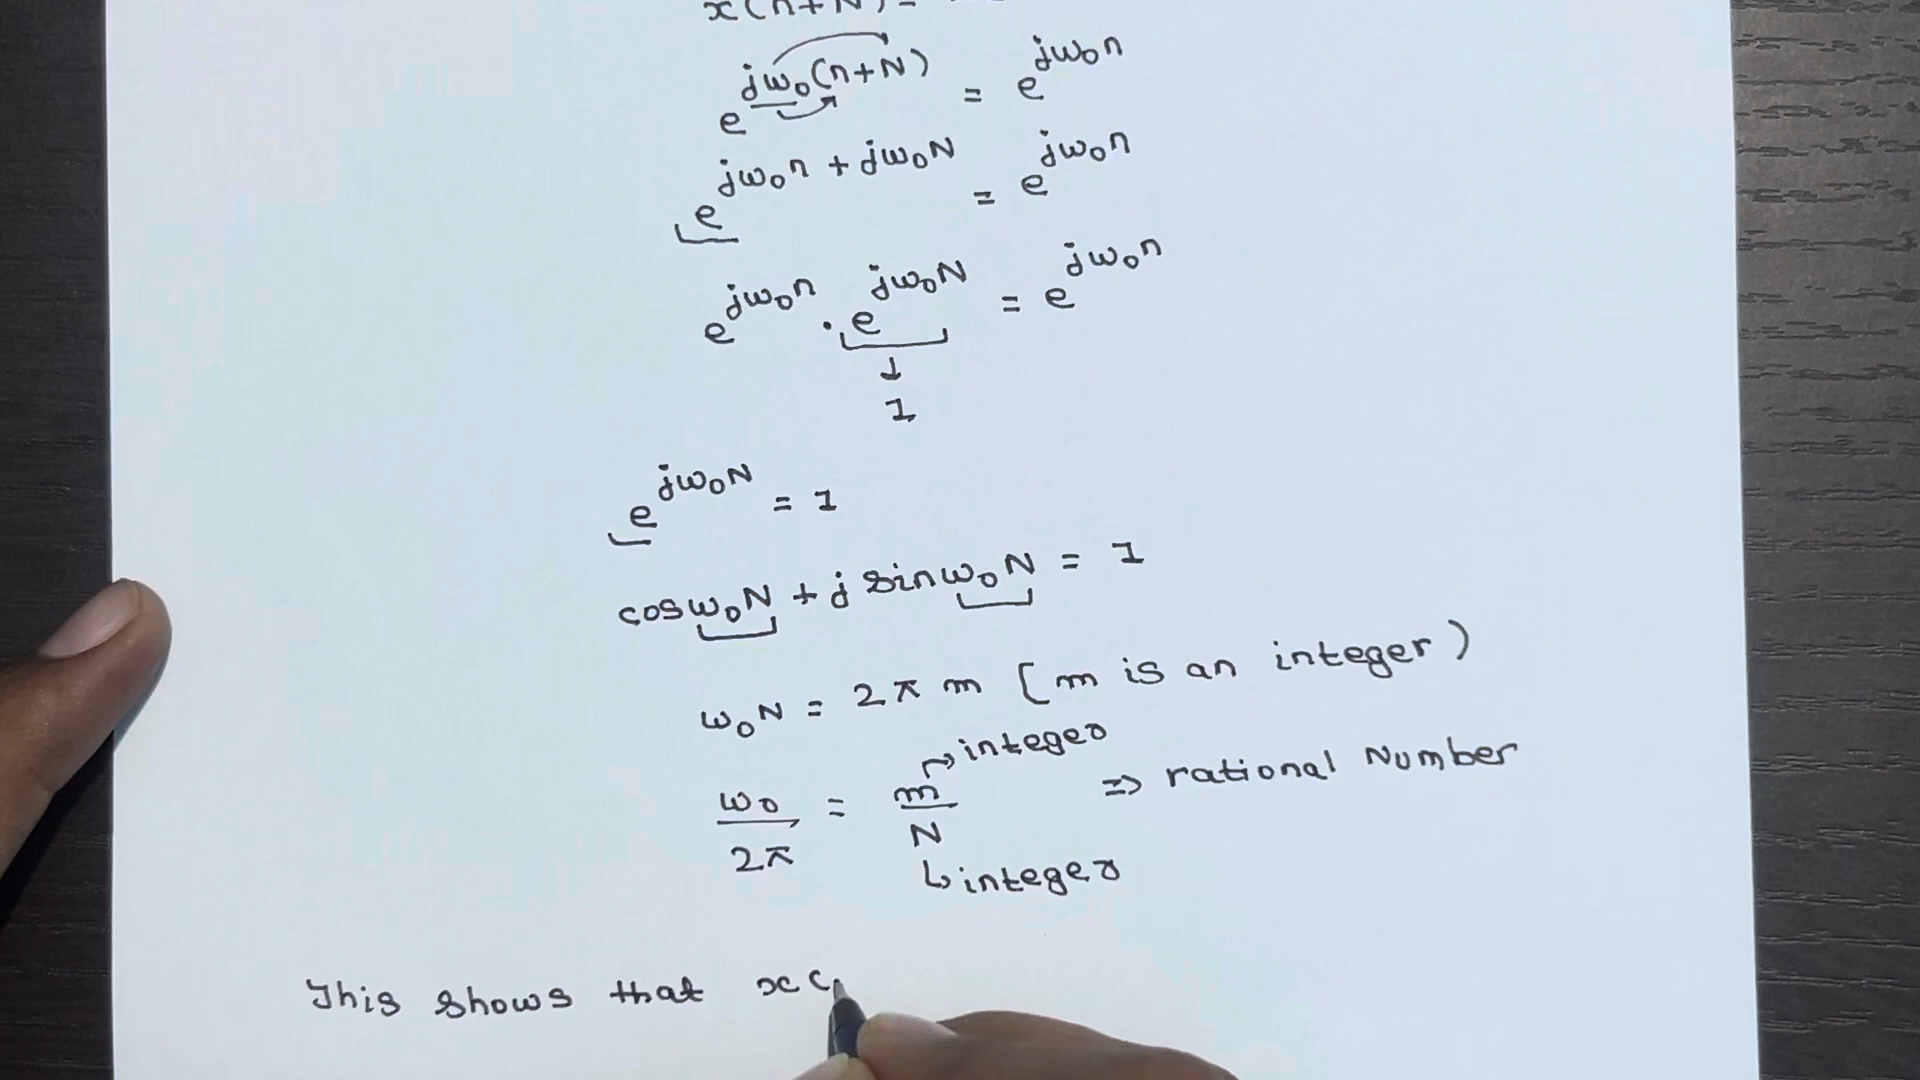 x(n+N) =
e^{jω₀(n+N)} = e^{jω₀n}
e^{jω₀n + jω₀N} = e^{jω₀n}
e^{jω₀n} . e^{jω₀N} = e^{jω₀n}
↓
1
e^{jω₀N} = 1
cosω₀N + j sinω₀N = 1
ω₀N = 2π m [m is an integer)
ω₀/2π = m/N ⇒ rational Number
↱integer
↳integer
This shows that x(